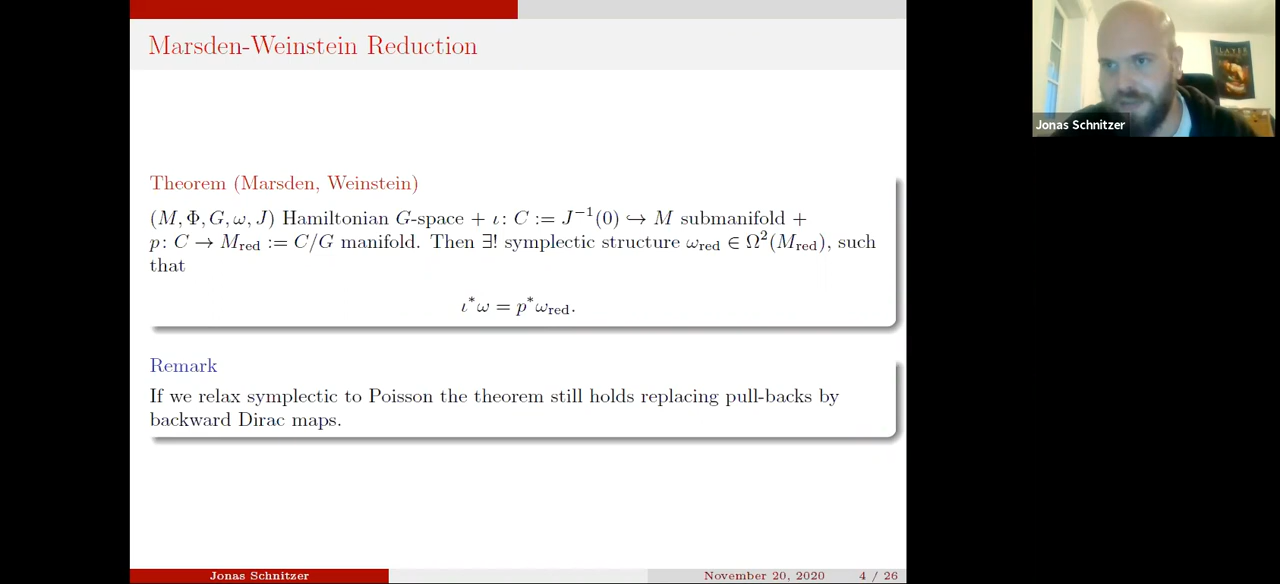 Marsden-Weinstein Reduction
Theorem (Marsden, Weinstein)
(M, Φ, G, ω, J) Hamiltonian G-space + ι: C := J⁻¹(0) ↪ M submanifold +
p: C → M_red := C/G manifold. Then ∃! symplectic structure ω_red ∈ Ω²(M_red), such
that
ι*ω = p*ω_red.
Remark
If we relax symplectic to Poisson the theorem still holds replacing pull-backs by
backward Dirac maps.
Jonas Schnitzer
November 20, 2020 4 / 26
SLAYER
Jonas Schnitzer